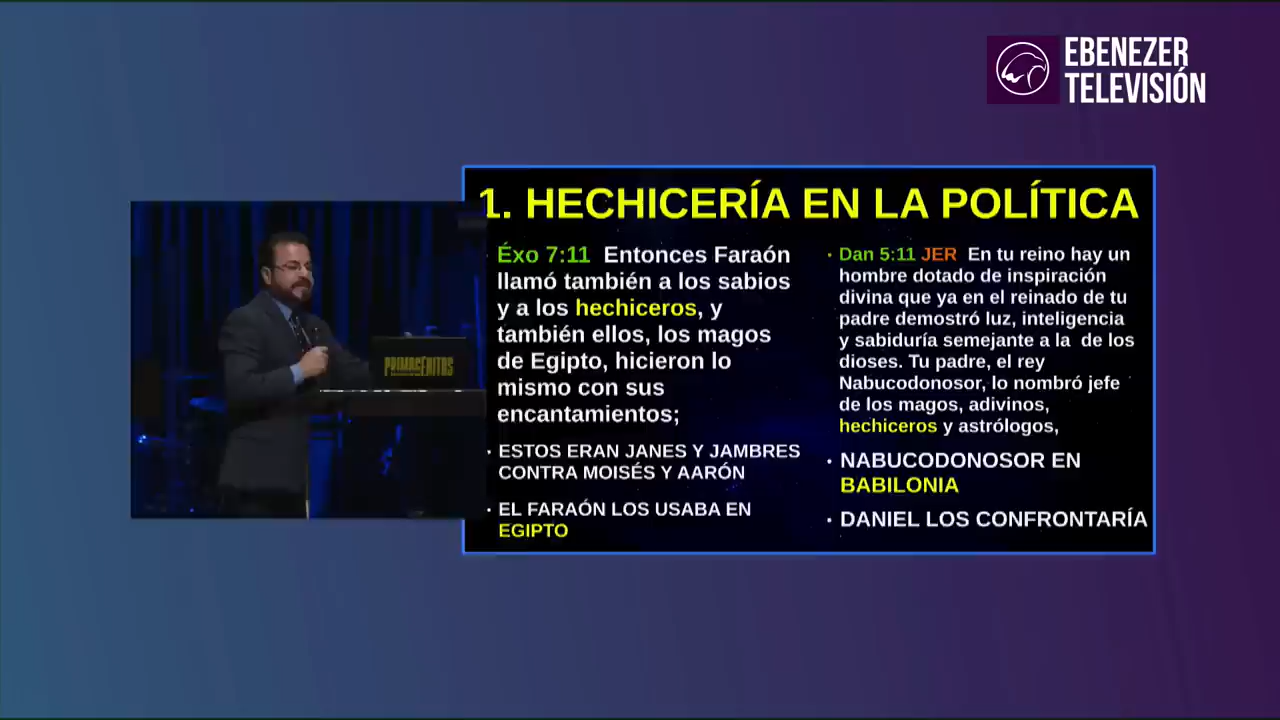 EBENEZER
TELEVISIÓN
1. HECHICERÍA EN LA POLÍTICA
Éxo 7:11 Entonces Faraón
llamó también a los sabios
y a los hechiceros, y
también ellos, los magos
de Egipto, hicieron lo
mismo con sus
encantamientos;
• ESTOS ERAN JANES Y JAMBRES
CONTRA MOISÉS Y AARÓN
• EL FARAÓN LOS USABA EN
EGIPTO
• Dan 5:11 JER En tu reino hay un
hombre dotado de inspiración
divina que ya en el reinado de tu
padre demostró luz, inteligencia
y sabiduría semejante a la de los
dioses. Tu padre, el rey
Nabucodonosor, lo nombró jefe
de los magos, adivinos,
hechiceros y astrólogos,
• NABUCODONOSOR EN
BABILONIA
• DANIEL LOS CONFRONTARÍA
PRIMOGÉNITOS